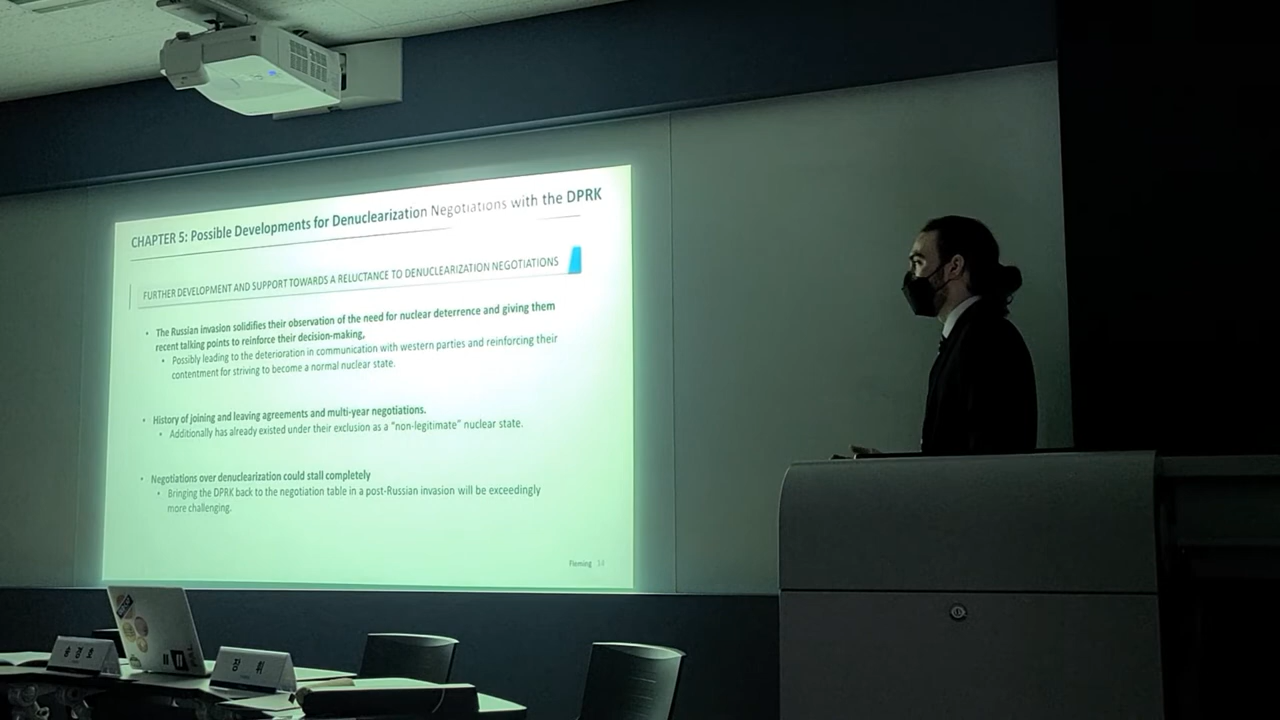 CHAPTER 5: Possible Developments for Denuclearization Negotiations with the DPRK
FURTHER DEVELOPMENT AND SUPPORT TOWARDS A RELUCTANCE TO DENUCLEARIZATION NEGOTIATIONS
• The Russian invasion solidifies their observation of the need for nuclear deterrence and giving them
recent talking points to reinforce their decision-making,
• Possibly leading to the deterioration in communication with western parties and reinforcing their
contentment for striving to become a normal nuclear state.
• History of joining and leaving agreements and multi-year negotiations.
• Additionally has already existed under their exclusion as a “non-legitimate” nuclear state.
• Negotiations over denuclearization could stall completely
• Bringing the DPRK back to the negotiation table in a post-Russian invasion will be exceedingly
more challenging.
Fleming 14